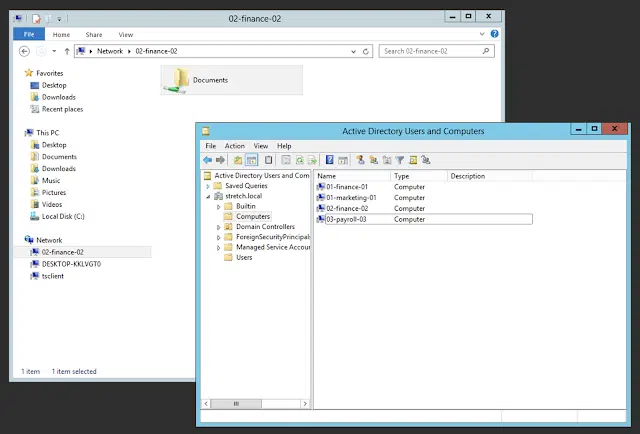 02-finance-02
File Home Share View
Network 02-finance-02
Search 02-finance-02
Favorites
Desktop
Downloads
Recent places
This PC
Desktop
Documents
Downloads
Music
Pictures
Videos
Local Disk (C:)
Network
02-finance-02
DESKTOP-KKLVGT0
tsclient
Documents
1 item 1 item selected
Active Directory Users and Computers
File Action View Help
Active Directory Users and Com
Saved Queries
stretch.local
Builtin
Computers
Domain Controllers
ForeignSecurityPrincipals
Managed Service Accour
Users
Name Type Description
01-finance-01 Computer
01-marketing-01 Computer
02-finance-02 Computer
03-payroll-03 Computer